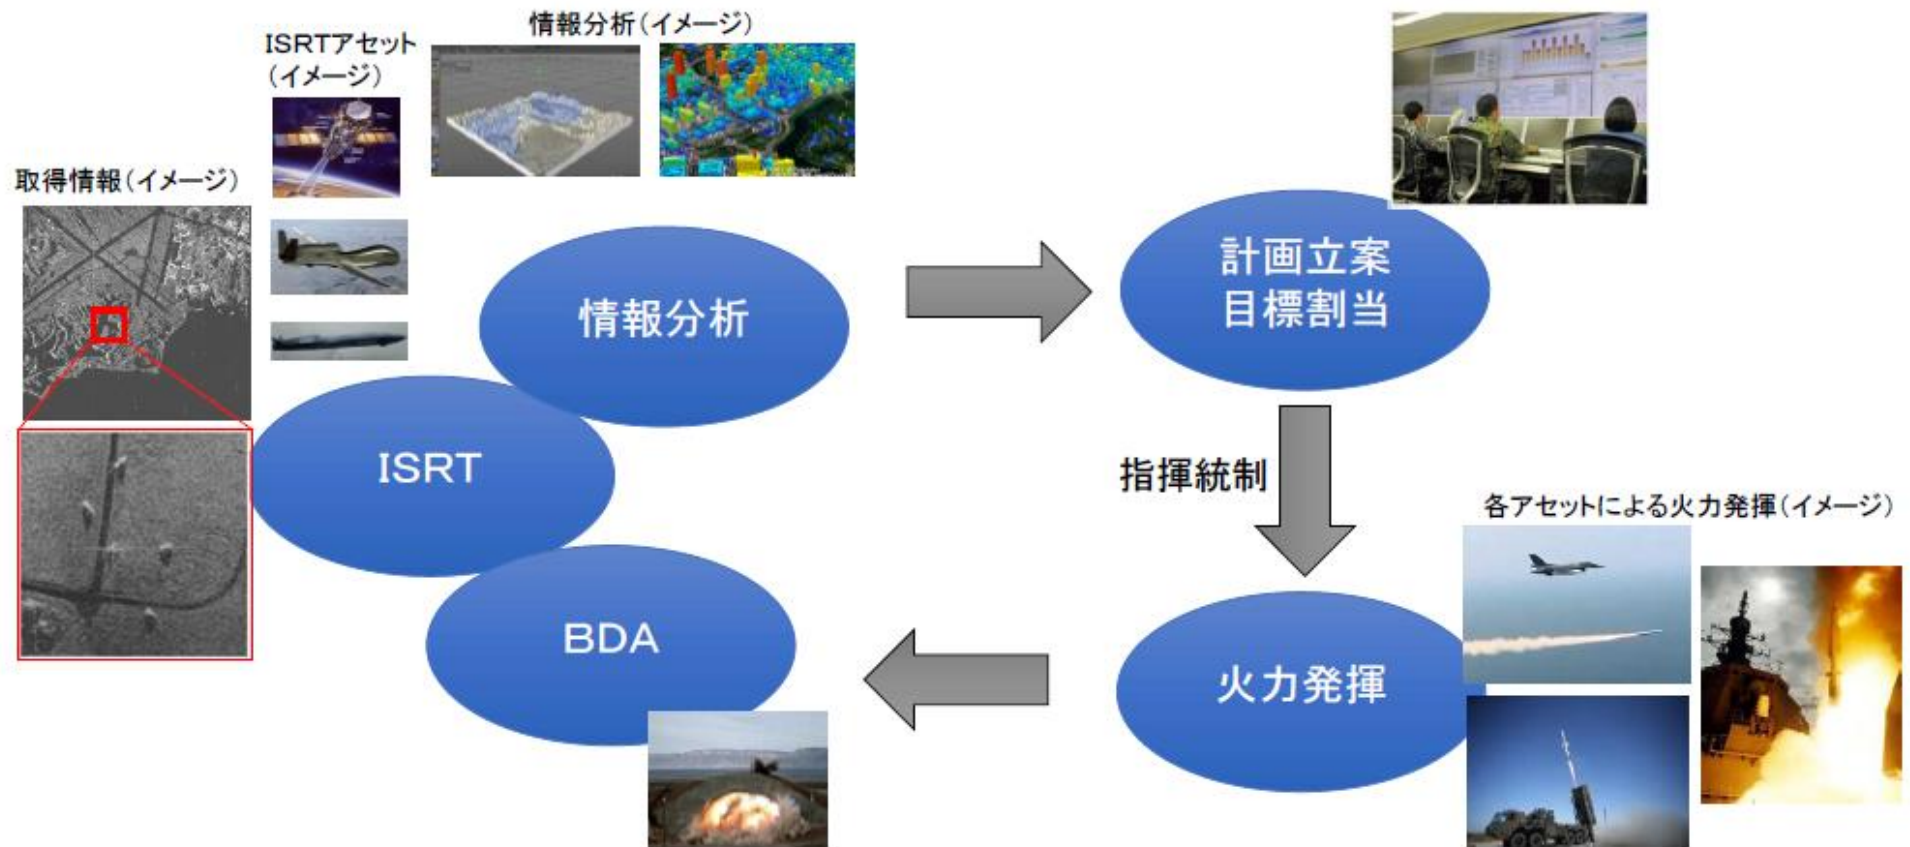 情報分析(イメージ)
ISRTアセット
(イメージ)
取得情報(イメージ)
情報分析
計画立案
目標割当
ISRT
指揮統制
各アセットによる火力発揮(イメージ)
BDA
火力発揮